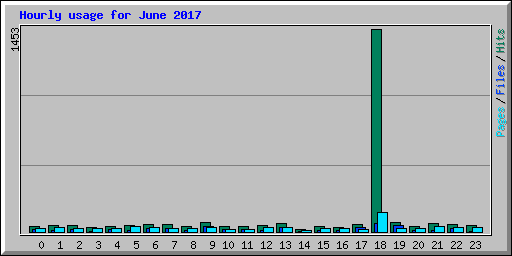 Hourly usage for June 2017
1453
Pages/Files/Hits
0 1 2 3 4 5 6 7 8 9 10 11 12 13 14 15 16 17 18 19 20 21 22 23